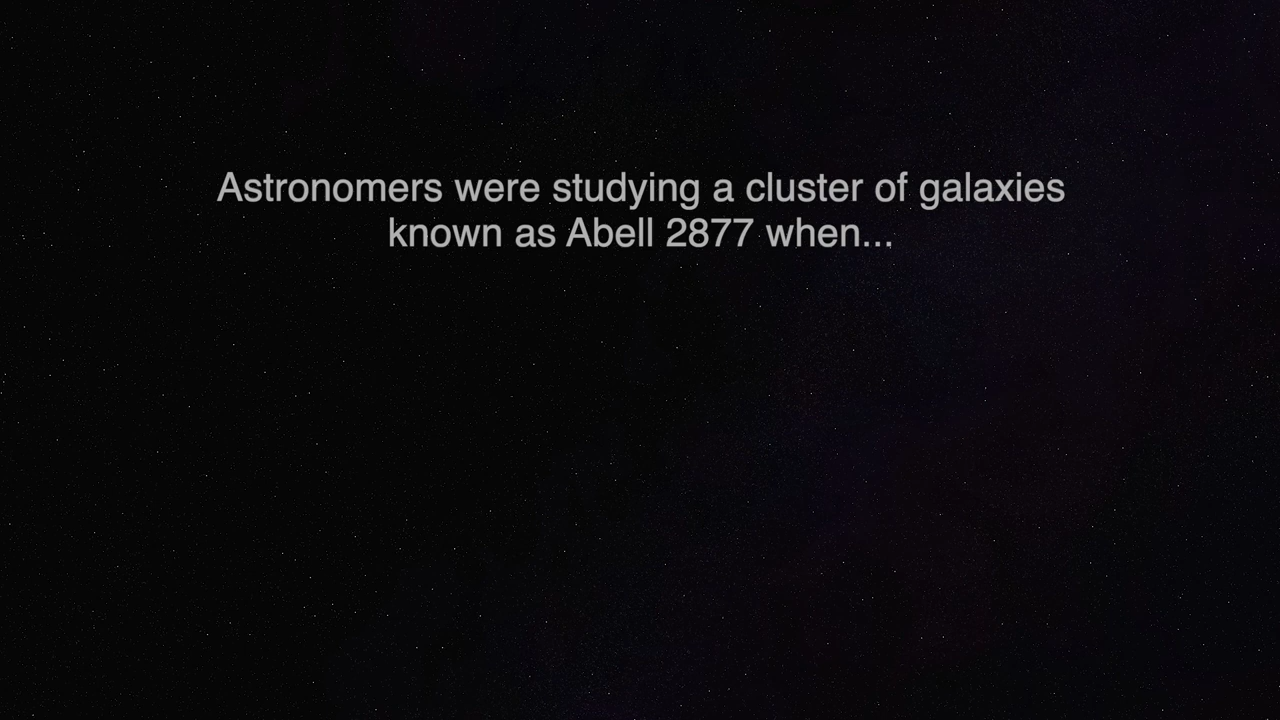 Astronomers were studying a cluster of galaxies
known as Abell 2877 when...